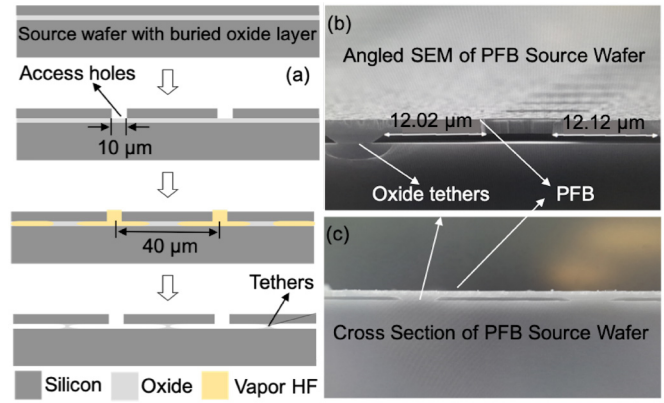 Source wafer with buried oxide layer
Access holes
(a)
10 μm
40 μm
Tethers
Silicon
Oxide
Vapor HF
(b)
Angled SEM of PFB Source Wafer
12.02 μm
12.12 μm
Oxide tethers
PFB
(c)
Cross Section of PFB Source Wafer